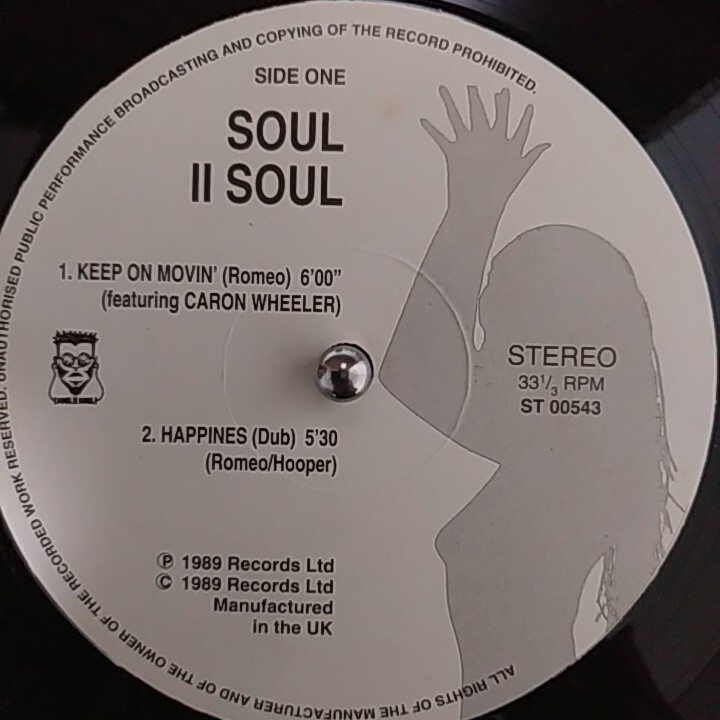 SIDE ONE
SOUL
II SOUL
1. KEEP ON MOVIN' (Romeo) 6'00"
(featuring CARON WHEELER)
STEREO
33 1/3 RPM
ST 00543
2. HAPPINES (Dub) 5'30
(Romeo/Hooper)
℗ 1989 Records Ltd
© 1989 Records Ltd
Manufactured
in the UK
ALL RIGHTS OF THE MANUFACTURER AND OF THE OWNER OF THE RECORDED WORK RESERVED. UNAUTHORISED PUBLIC PERFORMANCE BROADCASTING AND COPYING OF THE RECORD PROHIBITED.